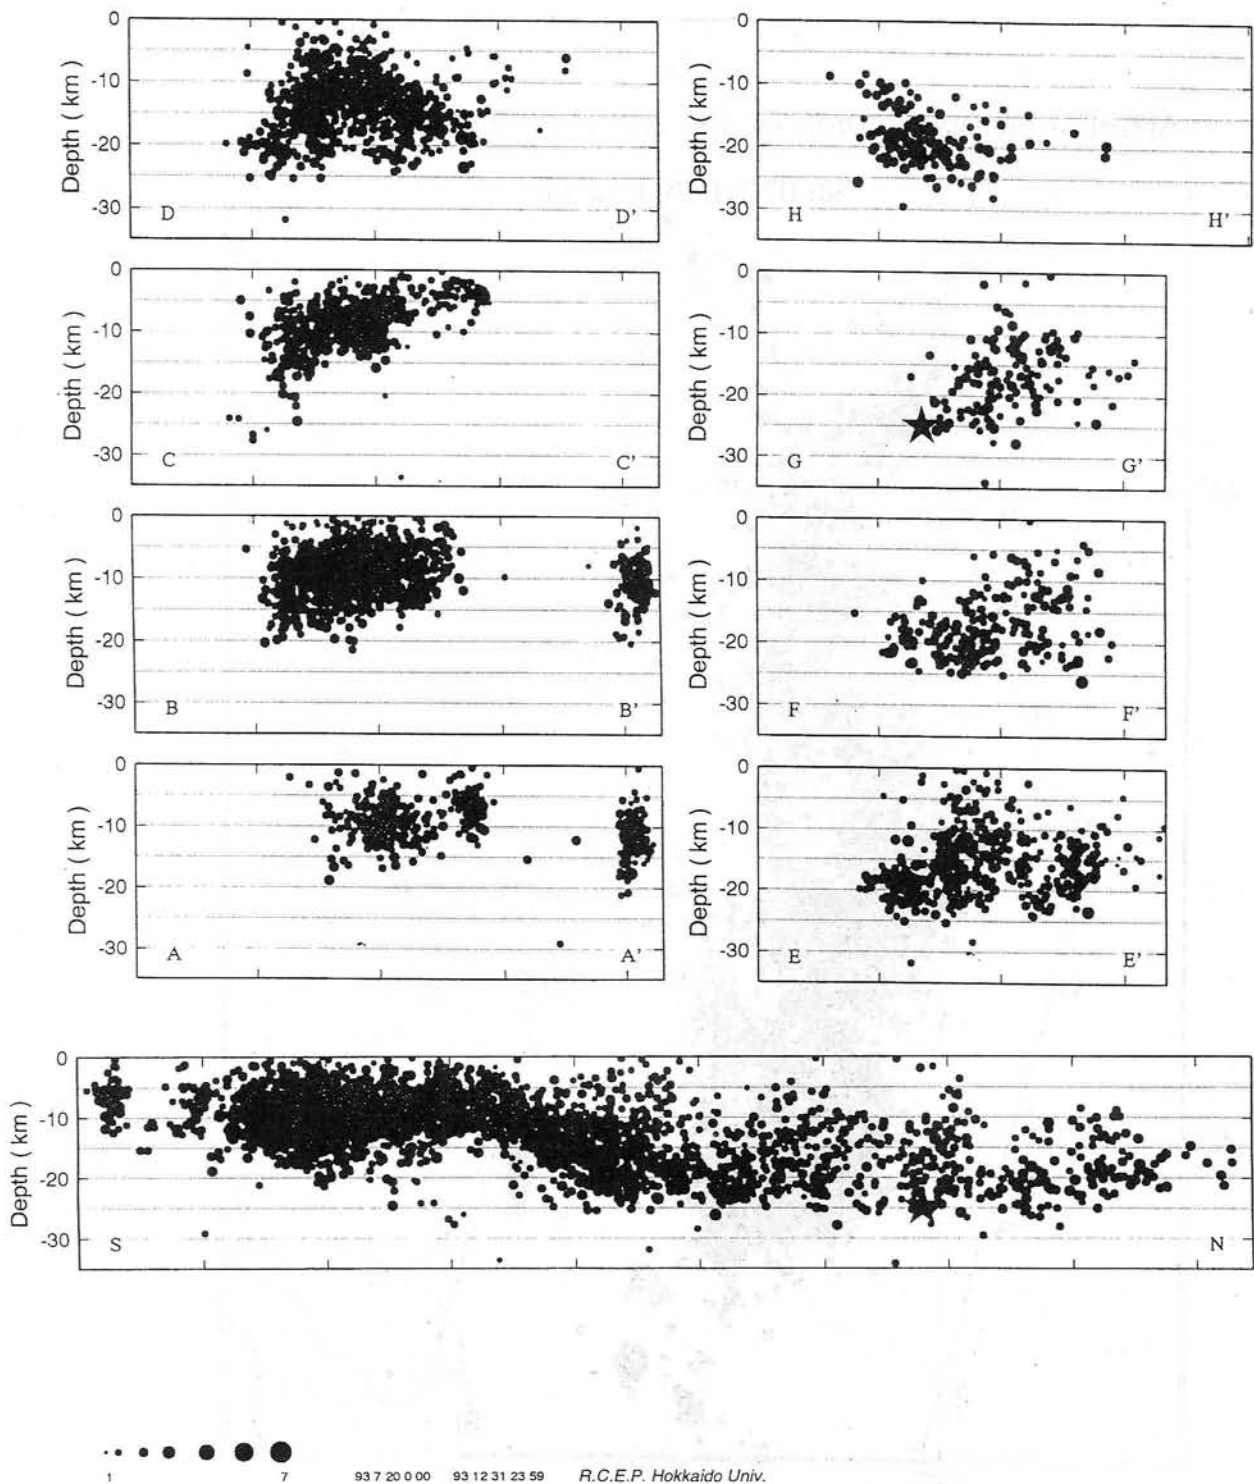 0
-10
-20
-30
Depth ( km )
D
D'
0
-10
-20
-30
Depth ( km )
H
H'
0
-10
-20
-30
Depth ( km )
C
C'
0
-10
-20
-30
Depth ( km )
G
G'
0
-10
-20
-30
Depth ( km )
B
B'
0
-10
-20
-30
Depth ( km )
F
F'
0
-10
-20
-30
Depth ( km )
A
A'
0
-10
-20
-30
Depth ( km )
E
E'
0
-10
-20
-30
Depth ( km )
S
N
1 7 93 7 20 0 00 93 12 31 23 59 R.C.E.P. Hokkaido Univ.